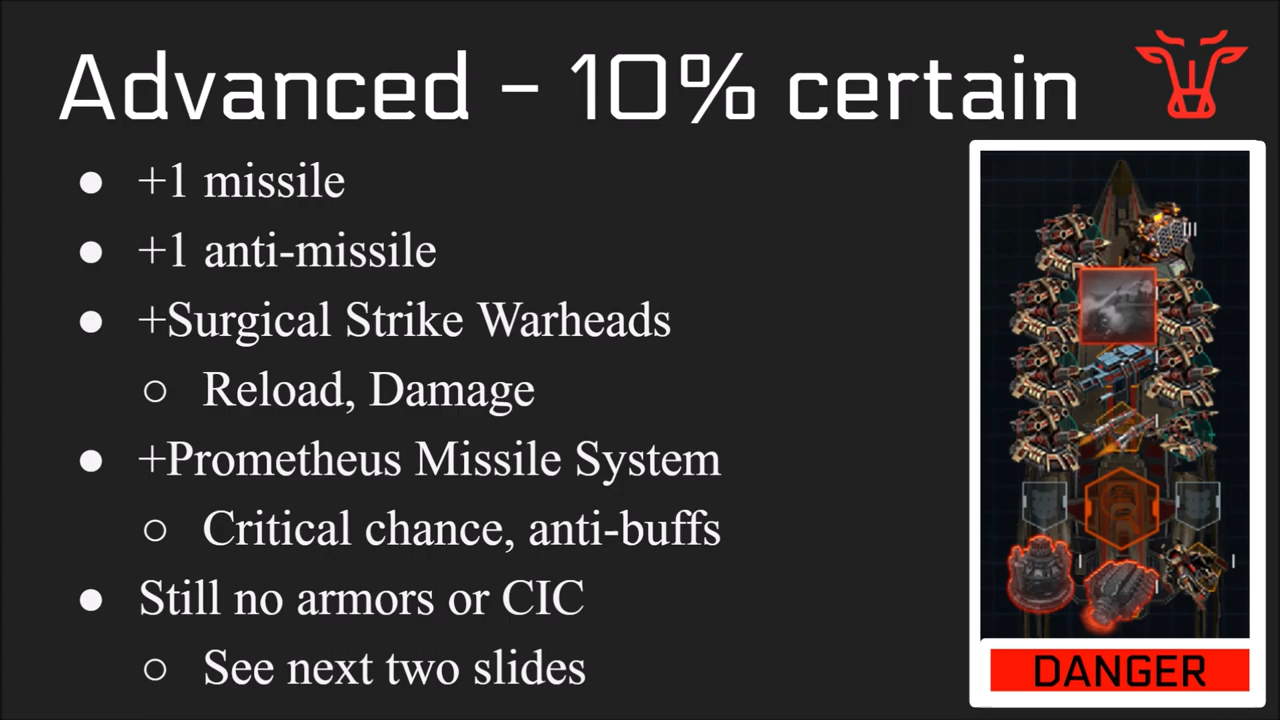 Advanced - 10% certain
● +1 missile
● +1 anti-missile
● +Surgical Strike Warheads
○ Reload, Damage
● +Prometheus Missile System
○ Critical chance, anti-buffs
● Still no armors or CIC
○ See next two slides
III
I
I
I
I
I
I
DANGER